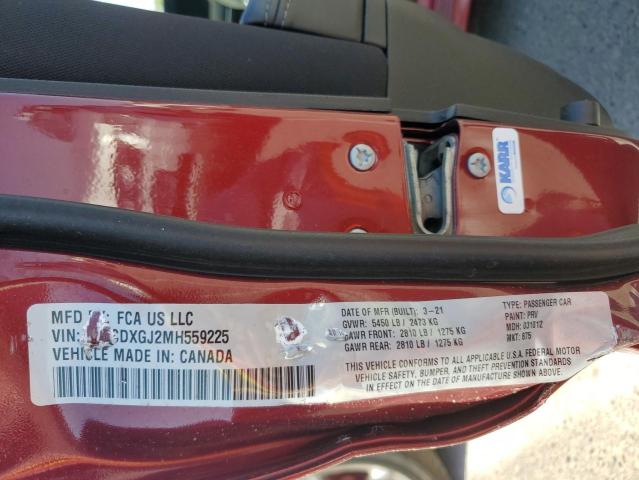 KARR
MFD FCA US LLC
VIN: DXGJ2MH559225
VEHICLE MADE IN: CANADA
DATE OF MFR (BUILT): 3-21
GVWR: 5450 LB / 2473 KG
GAWR FRONT: 2810 LB / 1275 KG
GAWR REAR: 2810 LB / 1275 KG
TYPE: PASSENGER CAR
PAINT: PRV
MDH: 031012
MKT: 675
THIS VEHICLE CONFORMS TO ALL APPLICABLE U.S.A. FEDERAL MOTOR
VEHICLE SAFETY, BUMPER, AND THEFT PREVENTION STANDARDS
IN EFFECT ON THE DATE OF MANUFACTURE SHOWN ABOVE.